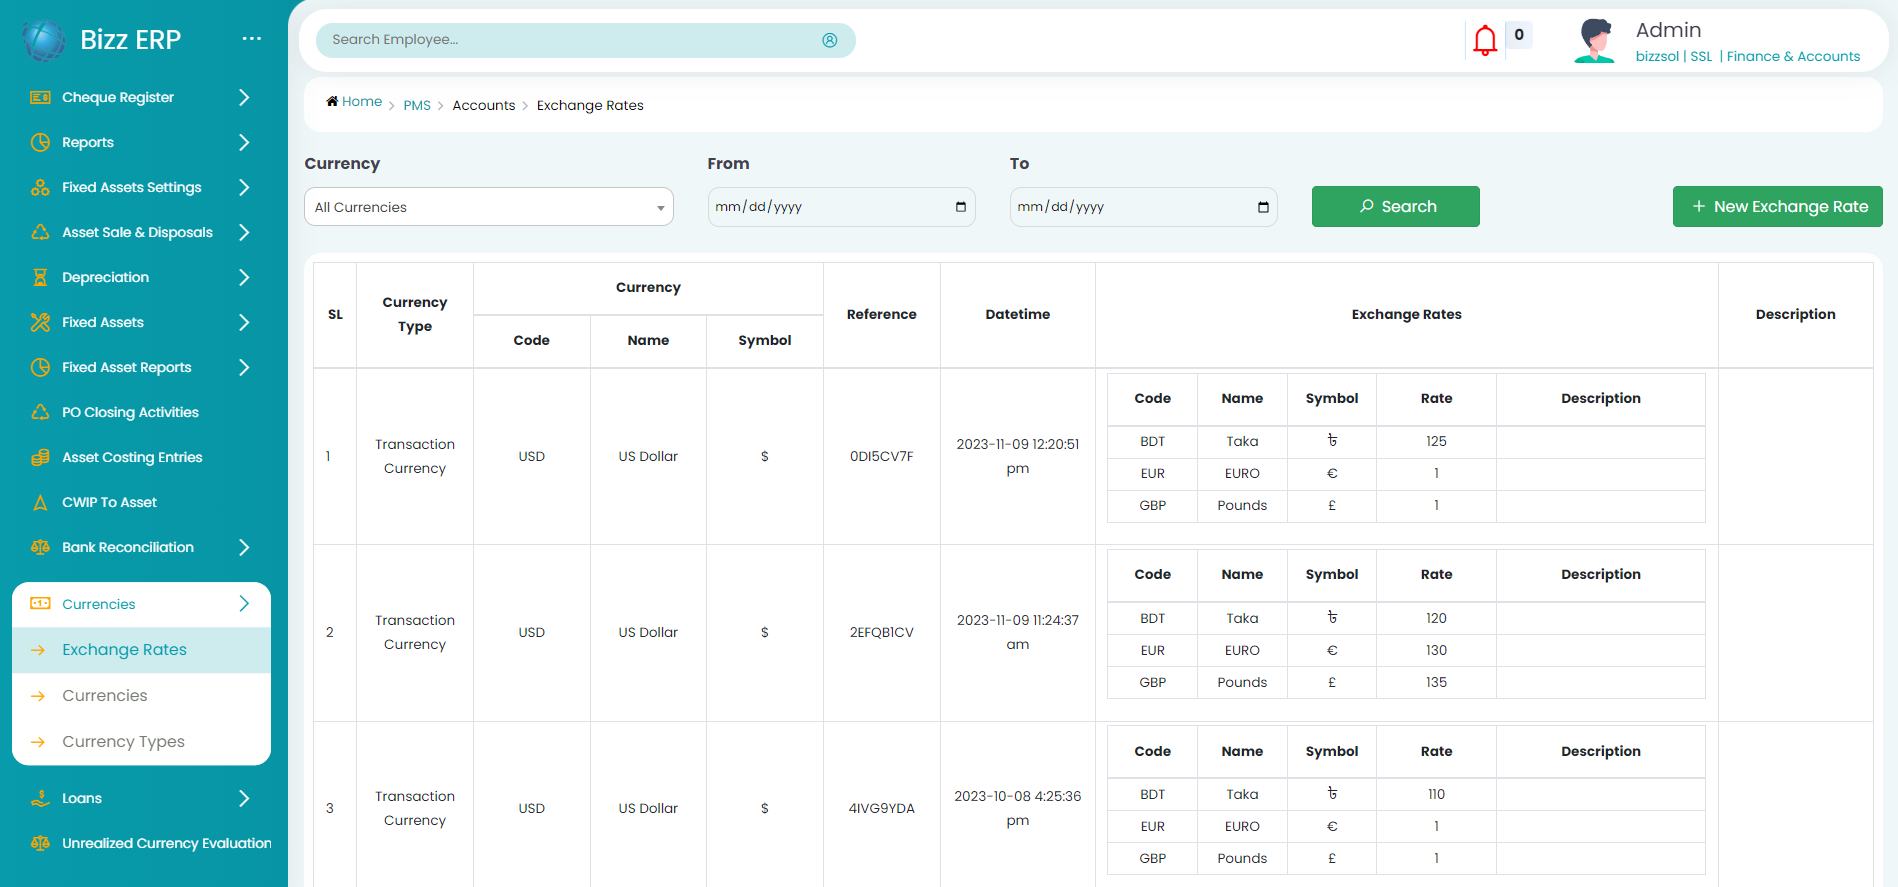 Bizz ERP ...
Cheque Register
Reports
Fixed Assets Settings
Asset Sale & Disposals
Depreciation
Fixed Assets
Fixed Asset Reports
PO Closing Activities
Asset Costing Entries
CWIP To Asset
Bank Reconciliation
Currencies
Exchange Rates
Currencies
Currency Types
Loans
Unrealized Currency Evaluation
Search Employee...
0
Admin
bizzsol | SSL | Finance & Accounts
Home > PMS > Accounts > Exchange Rates
Currency From To
All Currencies mm/dd/yyyy mm/dd/yyyy Search + New Exchange Rate
SL Currency Type Currency Reference Datetime Exchange Rates Description
Code Name Symbol
1 Transaction Currency USD US Dollar $ 0DI5CV7F 2023-11-09 12:20:51 pm
Code Name Symbol Rate Description
BDT Taka ৳ 125
EUR EURO € 1
GBP Pounds £ 1
2 Transaction Currency USD US Dollar $ 2EFQB1CV 2023-11-09 11:24:37 am
Code Name Symbol Rate Description
BDT Taka ৳ 120
EUR EURO € 130
GBP Pounds £ 135
3 Transaction Currency USD US Dollar $ 4IVG9YDA 2023-10-08 4:25:36 pm
Code Name Symbol Rate Description
BDT Taka ৳ 110
EUR EURO € 1
GBP Pounds £ 1